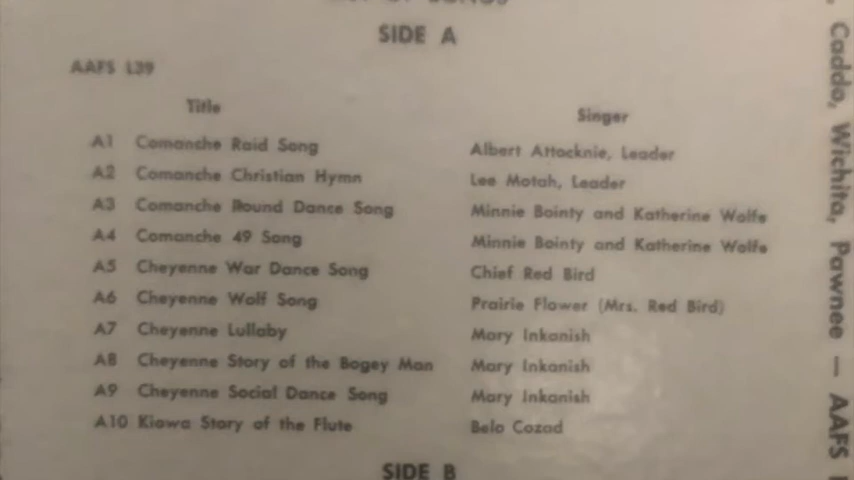 SIDE A
AAFS L39
Title Singer
A1 Comanche Raid Song Albert Attocknie, Leader
A2 Comanche Christian Hymn Lee Motah, Leader
A3 Comanche Round Dance Song Minnie Bointy and Katherine Wolfe
A4 Comanche 49 Song Minnie Bointy and Katherine Wolfe
A5 Cheyenne War Dance Song Chief Red Bird
A6 Cheyenne Wolf Song Prairie Flower (Mrs. Red Bird)
A7 Cheyenne Lullaby Mary Inkanish
A8 Cheyenne Story of the Bogey Man Mary Inkanish
A9 Cheyenne Social Dance Song Mary Inkanish
A10 Kiowa Story of the Flute Belo Cozad
SIDE B
, Caddo, Wichita, Pawnee — AAFS